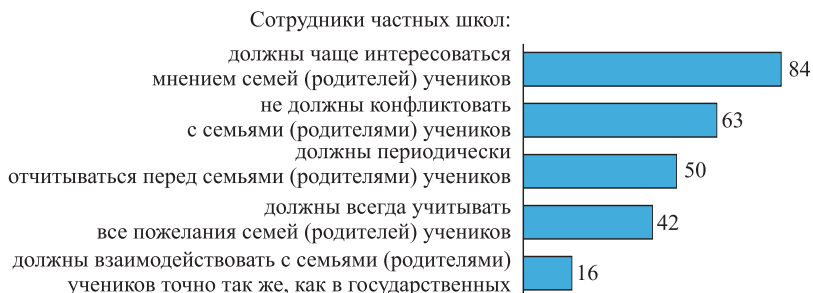 Сотрудники частных школ:
должны чаще интересоваться
мнением семей (родителей) учеников
84
не должны конфликтовать
с семьями (родителями) учеников
63
должны периодически
отчитываться перед семьями (родителями) учеников
50
должны всегда учитывать
все пожелания семей (родителей) учеников
42
должны взаимодействовать с семьями (родителями)
учеников точно так же, как в государственных
16